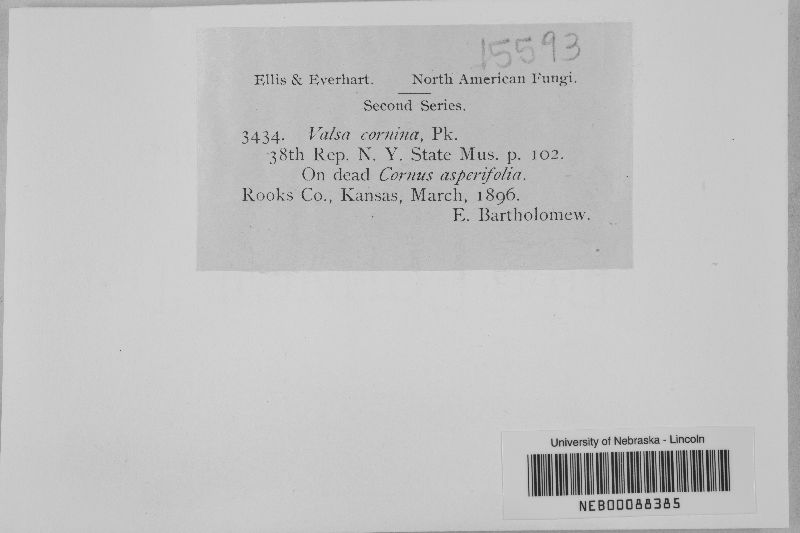 15593
Ellis & Everhart. North American Fungi.
Second Series.
3434. Valsa cornina, Pk.
38th Rep. N. Y. State Mus. p. 102.
On dead Cornus asperifolia.
Rooks Co., Kansas, March, 1896.
E. Bartholomew.
University of Nebraska - Lincoln
NEB00088385